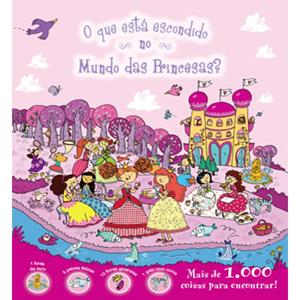 O que está escondido
no
Mundo das Princesas?
Mais de 1.000
coisas para encontrar!